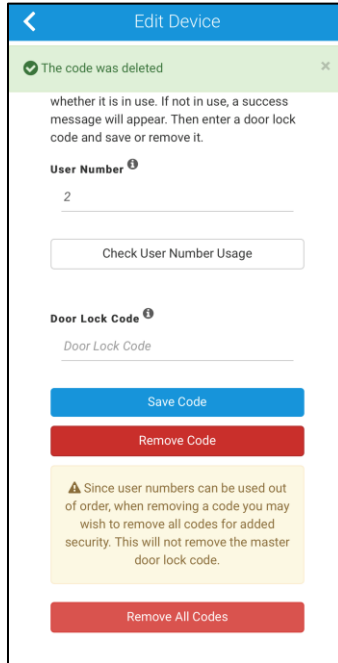 Edit Device
The code was deleted ×
whether it is in use. If not in use, a success
message will appear. Then enter a door lock
code and save or remove it.
User Number
2
Check User Number Usage
Door Lock Code
Door Lock Code
Save Code
Remove Code
Since user numbers can be used out
of order, when removing a code you may
wish to remove all codes for added
security. This will not remove the master
door lock code.
Remove All Codes